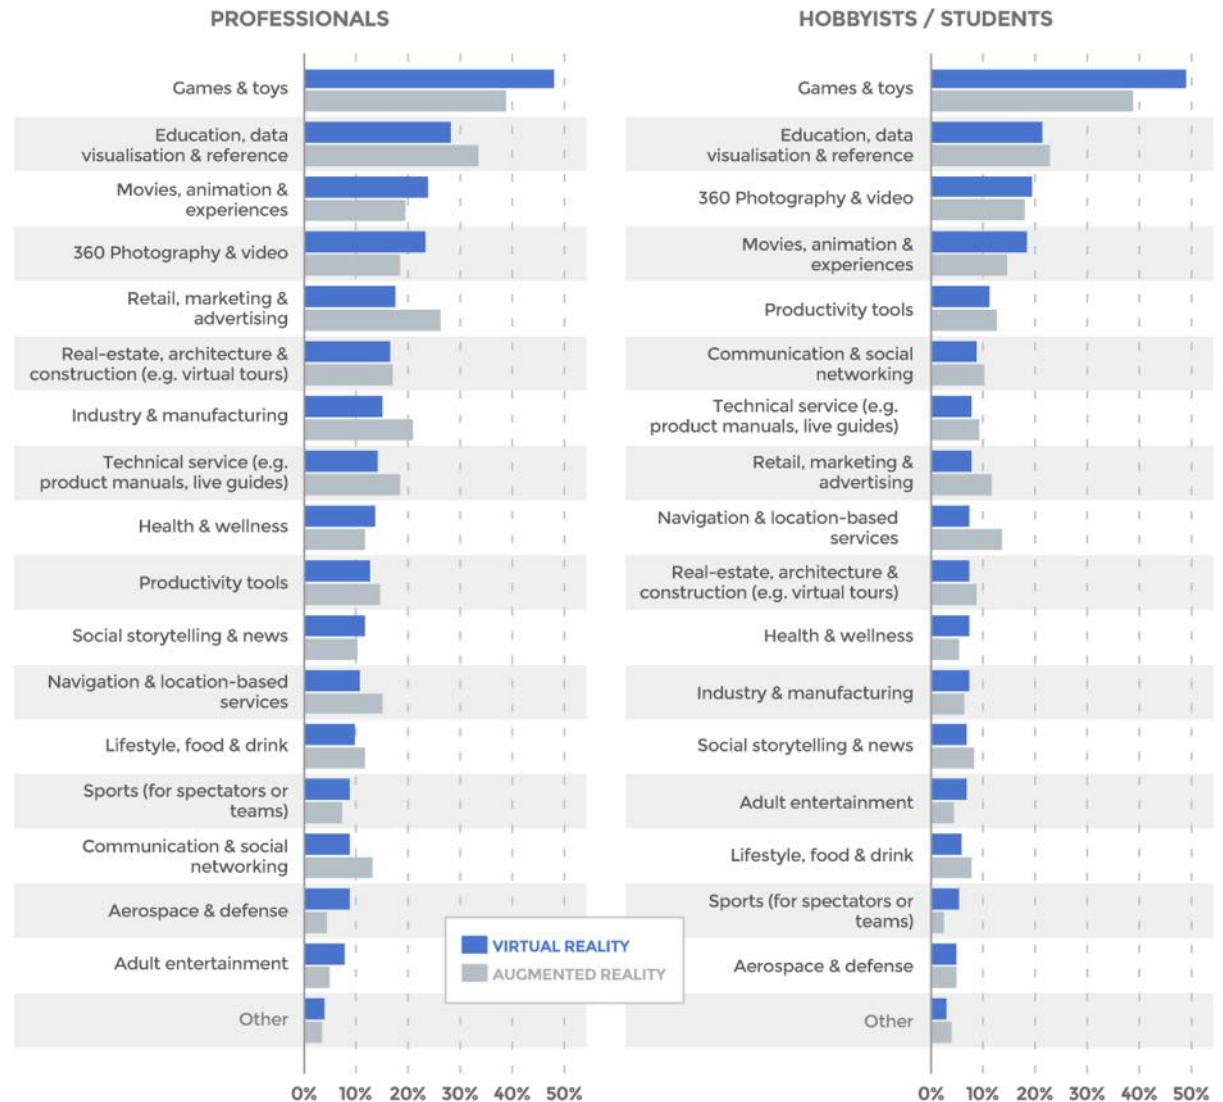 PROFESSIONALS
Games & toys
Education, data
visualisation & reference
Movies, animation &
experiences
360 Photography & video
Retail, marketing &
advertising
Real-estate, architecture &
construction (e.g. virtual tours)
Industry & manufacturing
Technical service (e.g.
product manuals, live guides)
Health & wellness
Productivity tools
Social storytelling & news
Navigation & location-based
services
Lifestyle, food & drink
Sports (for spectators or
teams)
Communication & social
networking
Aerospace & defense
Adult entertainment
Other
0% 10% 20% 30% 40% 50%
HOBBYISTS / STUDENTS
Games & toys
Education, data
visualisation & reference
360 Photography & video
Movies, animation &
experiences
Productivity tools
Communication & social
networking
Technical service (e.g.
product manuals, live guides)
Retail, marketing &
advertising
Navigation & location-based
services
Real-estate, architecture &
construction (e.g. virtual tours)
Health & wellness
Industry & manufacturing
Social storytelling & news
Adult entertainment
Lifestyle, food & drink
Sports (for spectators or
teams)
Aerospace & defense
Other
0% 10% 20% 30% 40% 50%
VIRTUAL REALITY
AUGMENTED REALITY